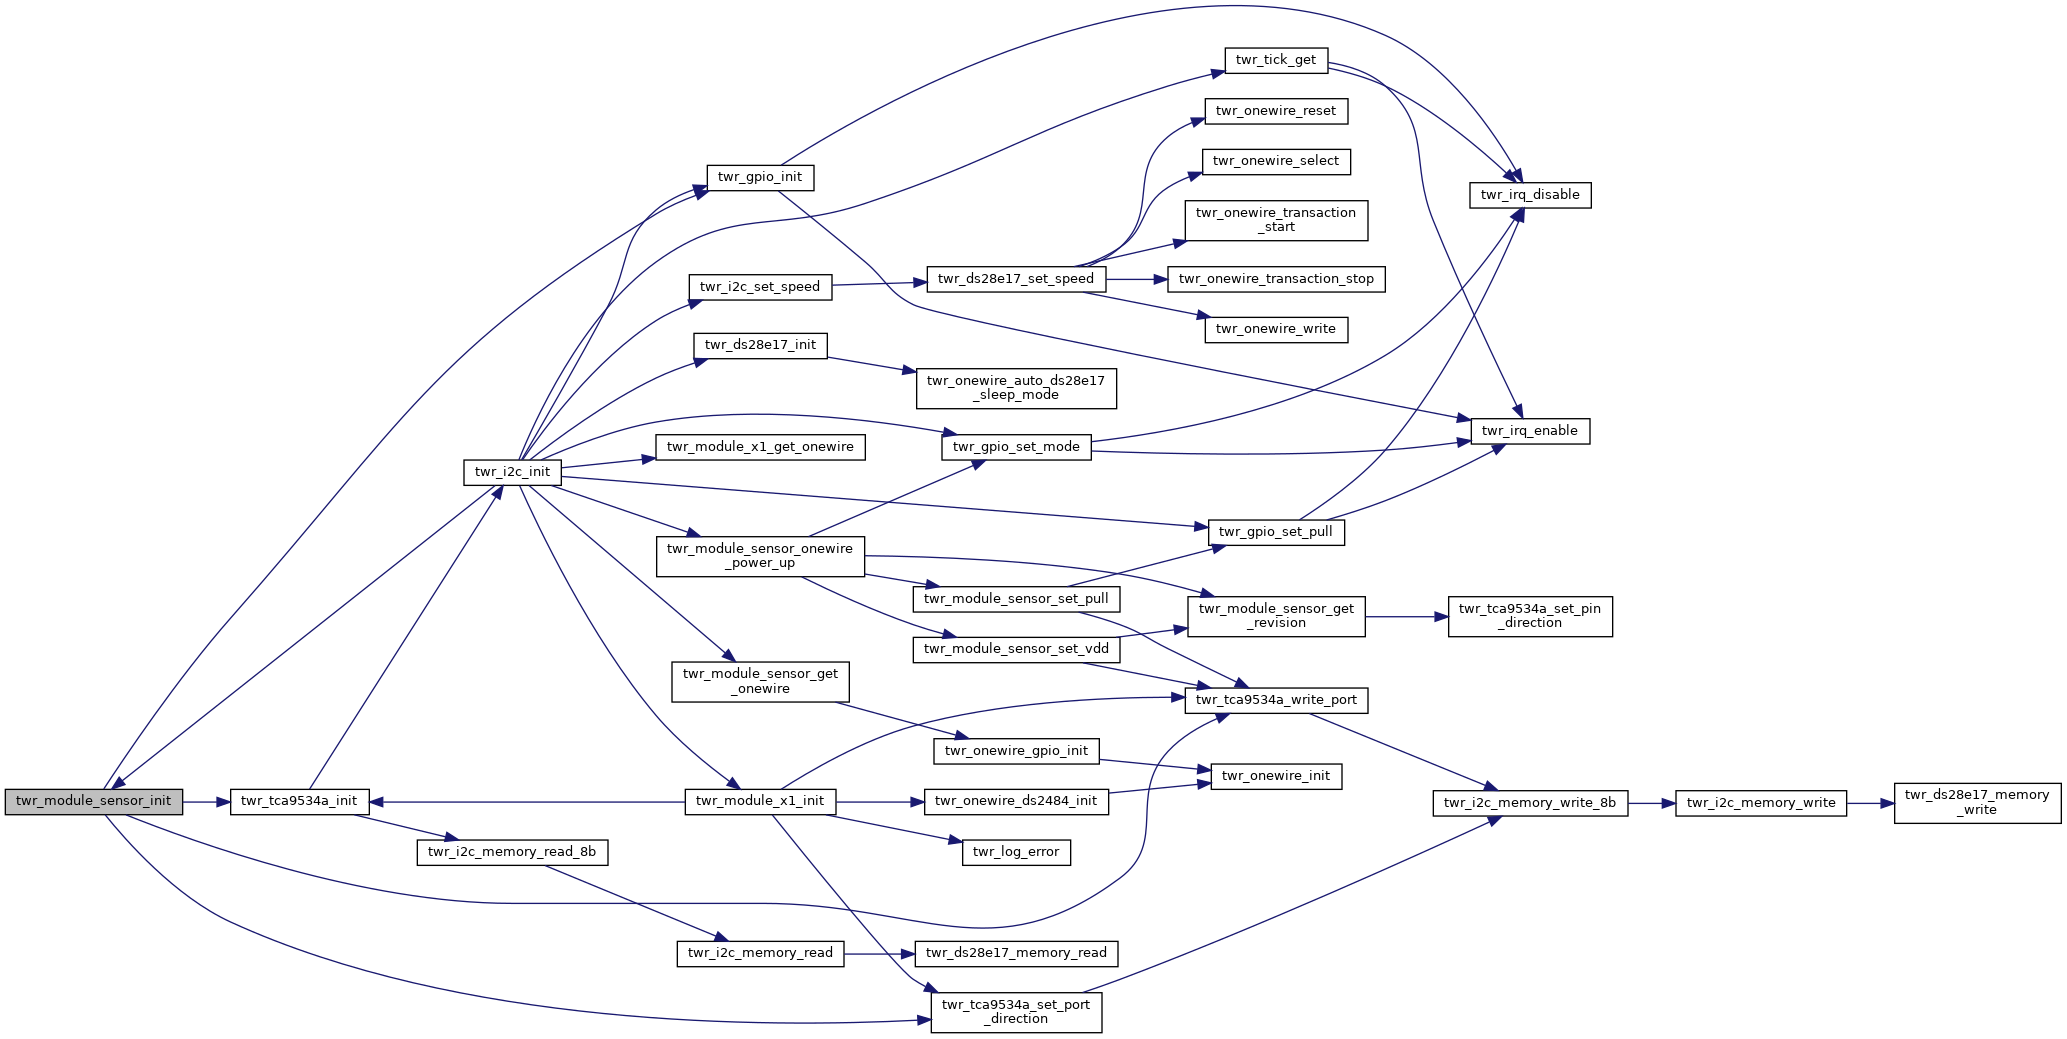 twr_tick_get
twr_onewire_reset
twr_onewire_select
twr_gpio_init
twr_irq_disable
twr_onewire_transaction
_start
twr_i2c_set_speed
twr_ds28e17_set_speed
twr_onewire_transaction_stop
twr_onewire_write
twr_ds28e17_init
twr_onewire_auto_ds28e17
_sleep_mode
twr_irq_enable
twr_module_x1_get_onewire
twr_gpio_set_mode
twr_i2c_init
twr_gpio_set_pull
twr_module_sensor_onewire
_power_up
twr_module_sensor_set_pull
twr_module_sensor_get
_revision
twr_tca9534a_set_pin
_direction
twr_module_sensor_set_vdd
twr_module_sensor_get
_onewire
twr_tca9534a_write_port
twr_onewire_gpio_init
twr_onewire_init
twr_module_sensor_init
twr_tca9534a_init
twr_module_x1_init
twr_onewire_ds2484_init
twr_i2c_memory_write_8b
twr_i2c_memory_write
twr_ds28e17_memory
_write
twr_i2c_memory_read_8b
twr_log_error
twr_i2c_memory_read
twr_ds28e17_memory_read
twr_tca9534a_set_port
_direction